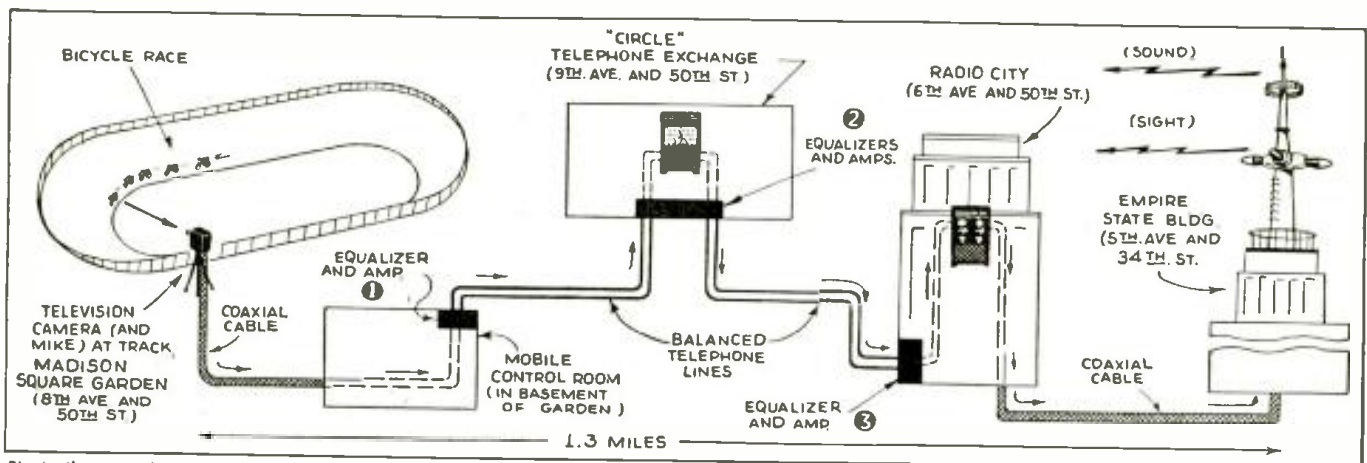 BICYCLE RACE
TELEVISION
CAMERA (AND
MIKE) AT TRACK
MADISON
SQUARE GARDEN
(8TH AVE AND
50TH ST.)
COAXIAL
CABLE
EQUALIZER
AND AMP.
1
MOBILE
CONTROL ROOM
(IN BASEMENT
OF GARDEN)
"CIRCLE"
TELEPHONE EXCHANGE
(9TH. AVE. AND 50TH ST.)
2
EQUALIZERS
AND AMPS.
BALANCED
TELEPHONE
LINES
RADIO CITY
(6TH AVE AND 50TH ST.)
EQUALIZER
AND AMP. 3
(SOUND)
(SIGHT)
EMPIRE
STATE BLDG.
(5TH. AVE AND
34TH. ST.
COAXIAL
CABLE
1.3 MILES